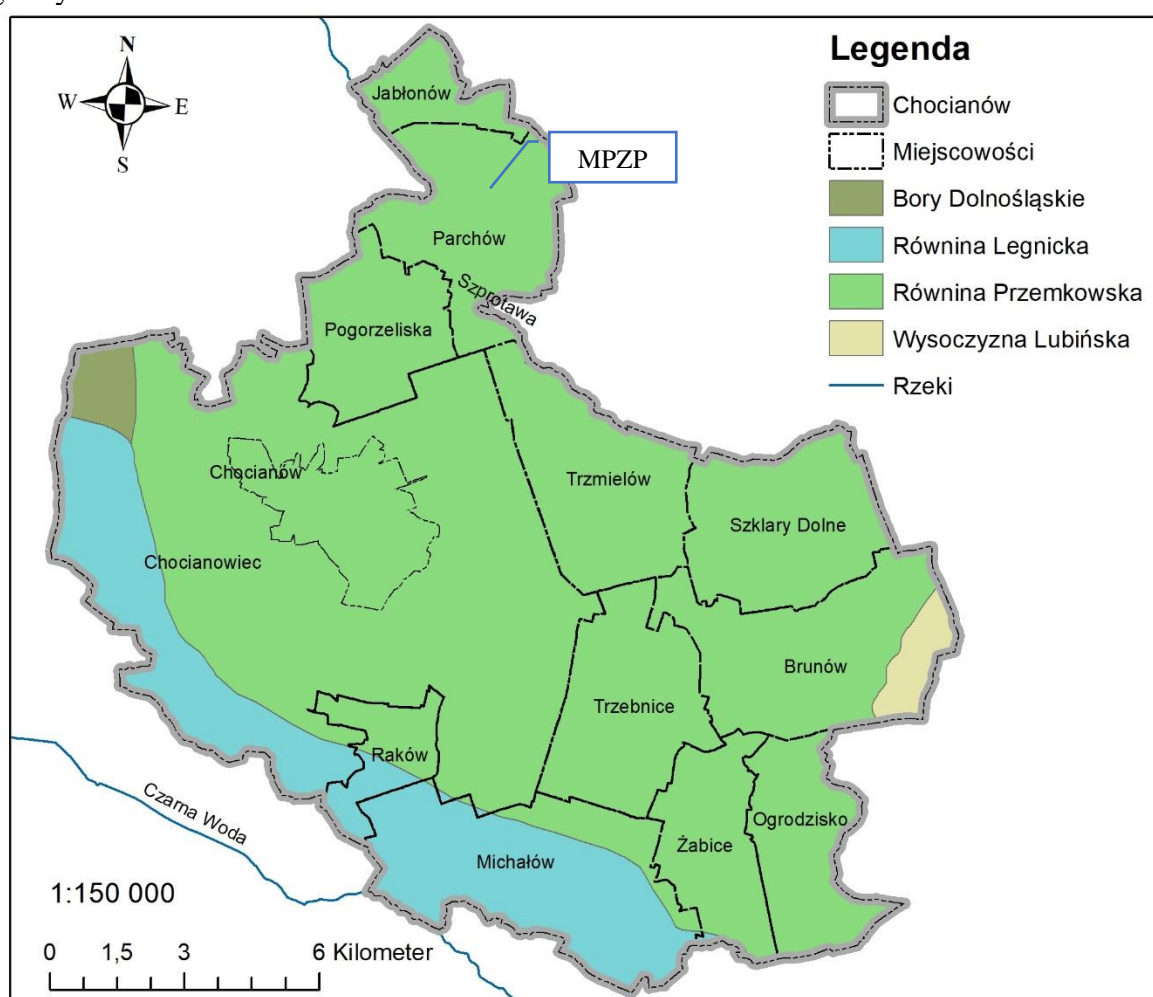 N
W
E
S
Legenda
Chocianów
Miejscowości
Bory Dolnośląskie
Równina Legnicka
Równina Przemkowska
Wysoczyzna Lubińska
Rzeki
Jabłonów
MPZP
Parchów
Szprotawa
Pogorzeliska
Chocianów
Trzmielów
Szklary Dolne
Chocianowiec
Brunów
Trzebnice
Raków
Czarna Woda
Ogrodzisko
Żabice
Michałów
1:150 000
0 1,5 3 6 Kilometer